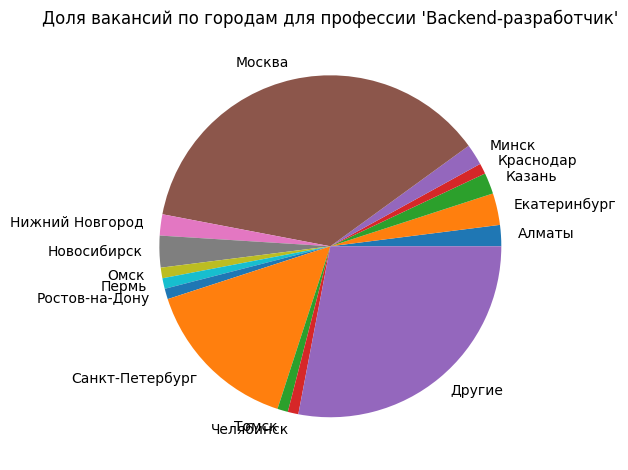 Доля вакансий по городам для профессии 'Backend-разработчик'
Москва
Минск
Краснодар
Казань
Екатеринбург
Алматы
Нижний Новгород
Новосибирск
Омск
Пермь
Ростов-на-Дону
Санкт-Петербург
Другие
Томск
Челябинск